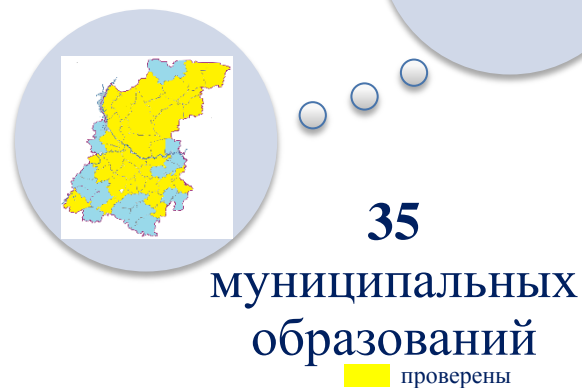 35
муниципальных
образований
проверены